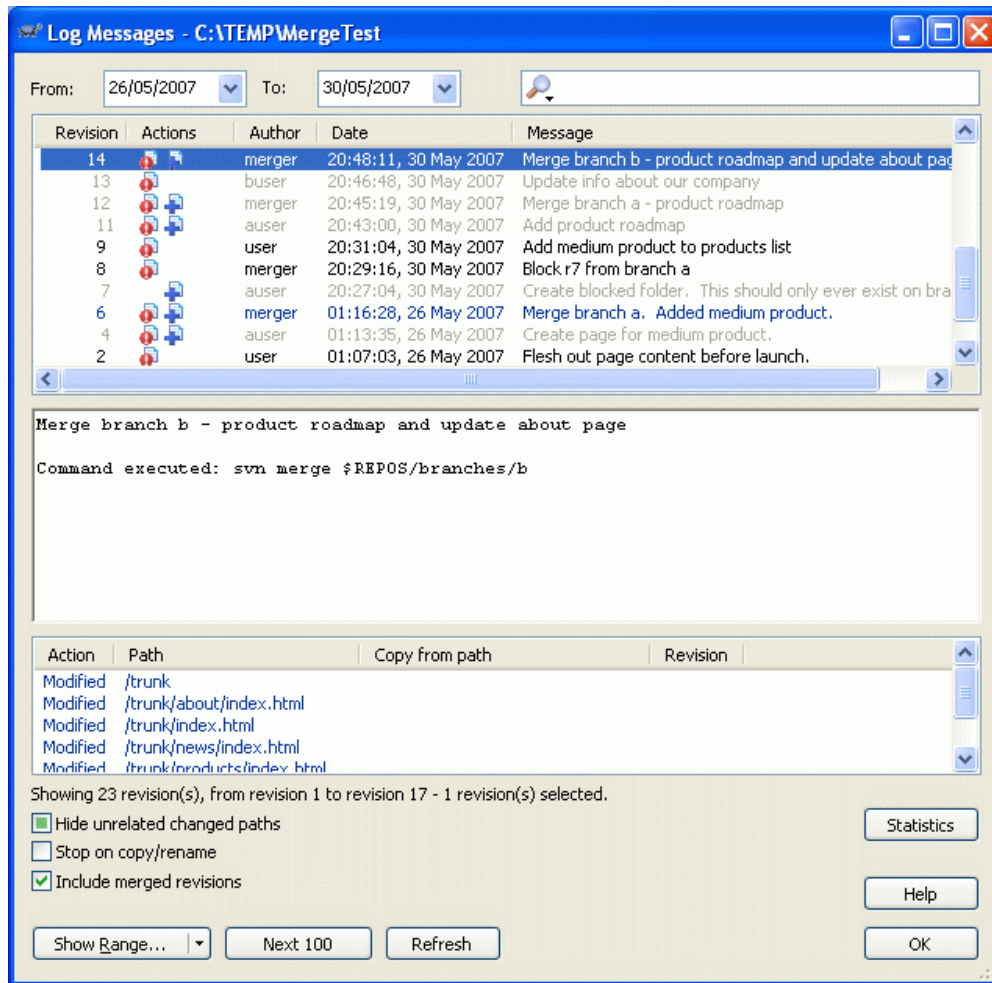 Log Messages - C:\TEMP\MergeTest
From: 26/05/2007 To: 30/05/2007
Revision Actions Author Date Message
14 merger 20:48:11, 30 May 2007 Merge branch b - product roadmap and update about pag
13 buser 20:46:48, 30 May 2007 Update info about our company
12 merger 20:45:19, 30 May 2007 Merge branch a - product roadmap
11 auser 20:43:00, 30 May 2007 Add product roadmap
9 user 20:31:04, 30 May 2007 Add medium product to products list
8 merger 20:29:16, 30 May 2007 Block r7 from branch a
7 auser 20:27:04, 30 May 2007 Create blocked folder. This should only ever exist on bra
6 merger 01:16:28, 26 May 2007 Merge branch a. Added medium product.
4 auser 01:13:35, 26 May 2007 Create page for medium product.
2 user 01:07:03, 26 May 2007 Flesh out page content before launch.
Merge branch b - product roadmap and update about page
Command executed: svn merge $REPOS/branches/b
Action Path Copy from path Revision
Modified /trunk
Modified /trunk/about/index.html
Modified /trunk/index.html
Modified /trunk/news/index.html
Modified /trunk/products/index.html
Showing 23 revision(s), from revision 1 to revision 17 - 1 revision(s) selected.
Hide unrelated changed paths
Statistics
Stop on copy/rename
Include merged revisions
Help
Show Range... Next 100 Refresh OK